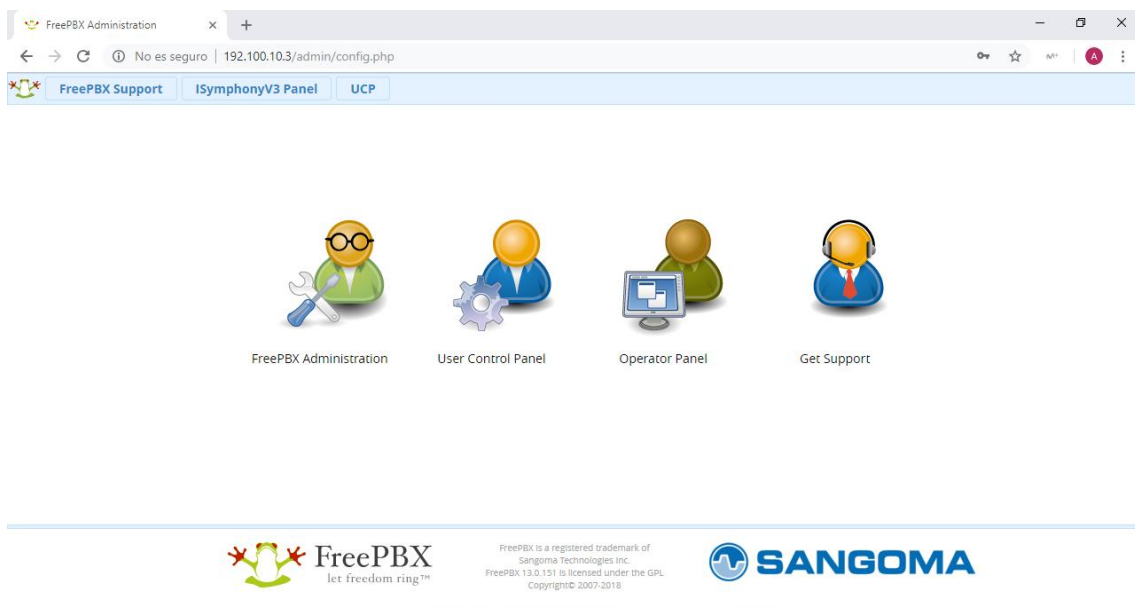 FreePBX Administration
No es seguro | 192.100.10.3/admin/config.php
A
FreePBX Support ISymphonyV3 Panel UCP
FreePBX Administration User Control Panel Operator Panel Get Support
FreePBX
let freedom ring™
FreePBX is a registered trademark of
Sangoma Technologies Inc.
FreePBX 13.0.151 is licensed under the GPL
Copyright© 2007-2018
SANGOMA